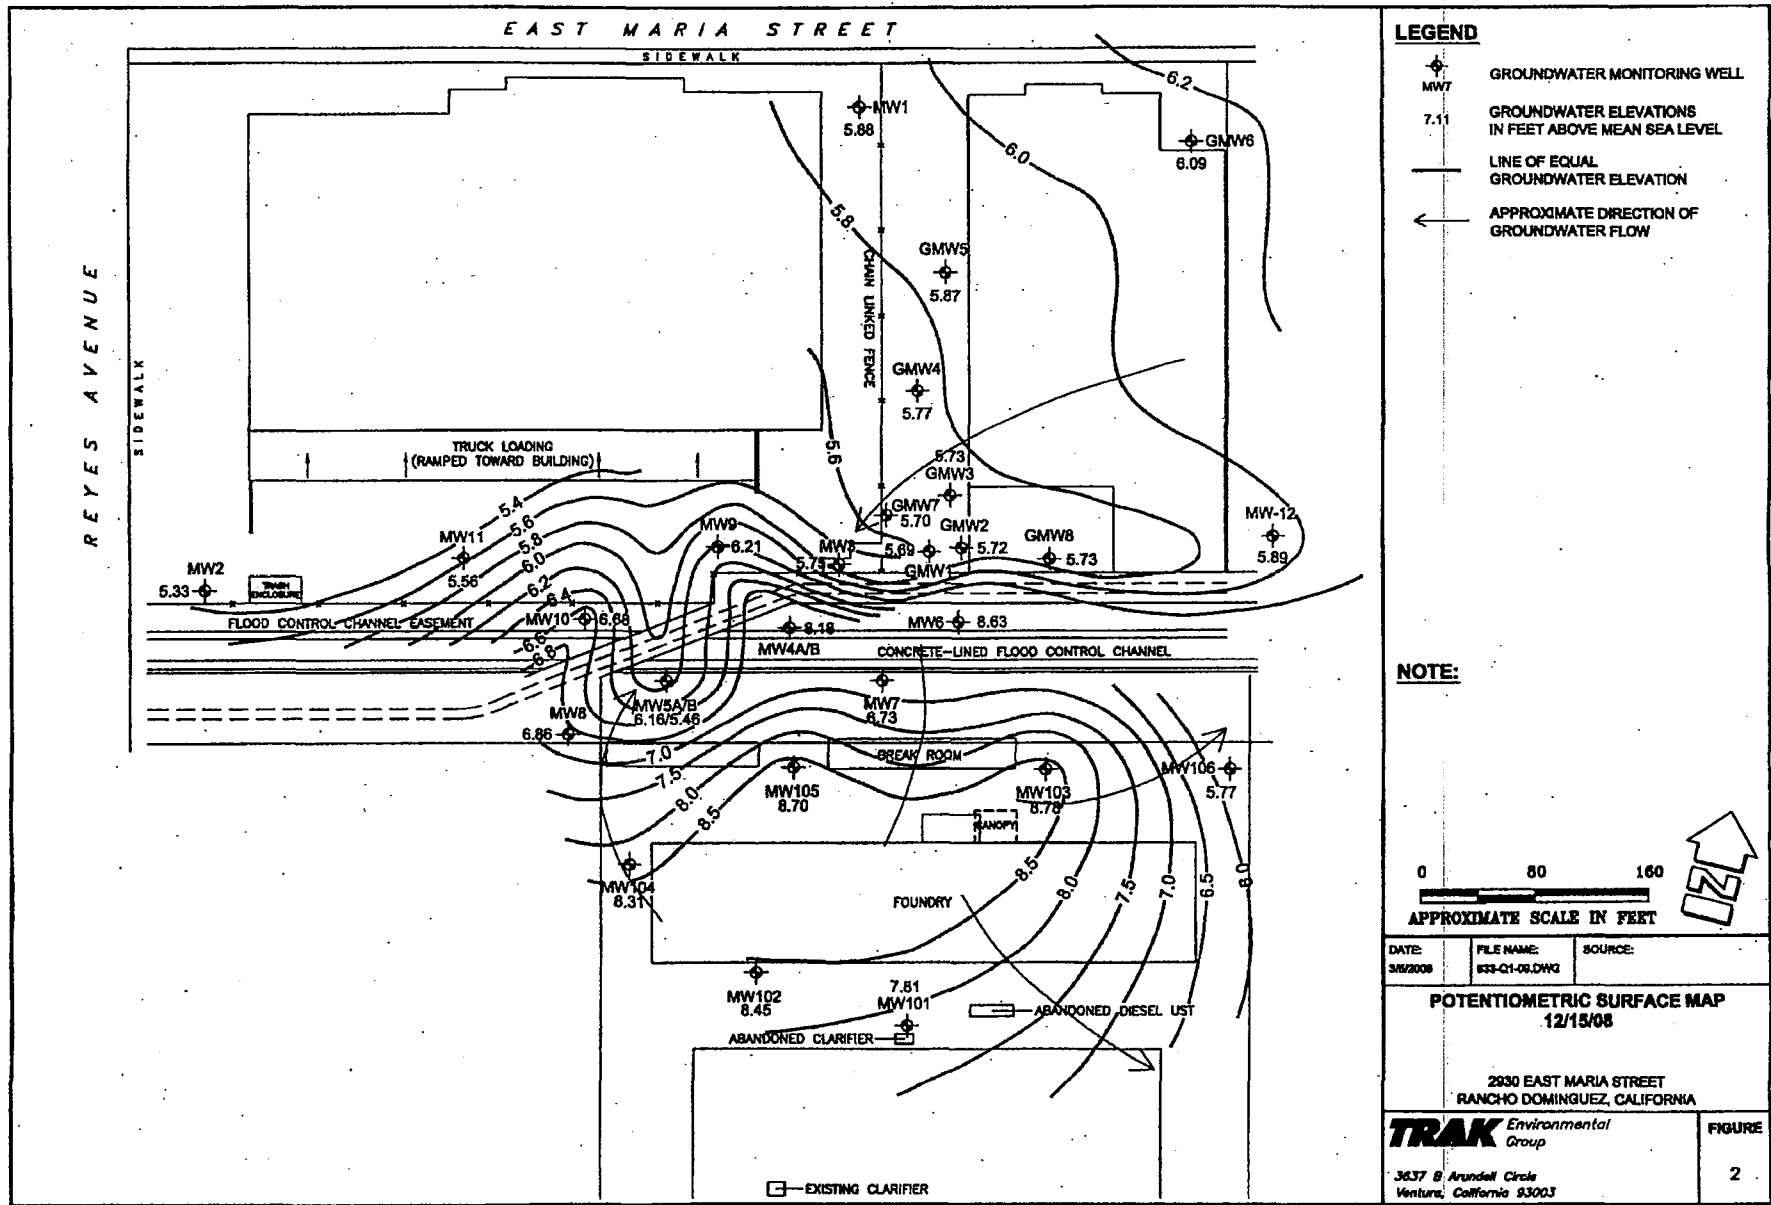 EAST MARIA STREET
SIDEWALK
REYES AVENUE
SIDEWALK
MW1
5.88
6.2
6.0
GMW6
6.09
5.8
GMW5
5.87
CHAIN LINKED FENCE
GMW4
5.77
TRUCK LOADING
(RAMPED TOWARD BUILDING)
5.6
5.73
GMW3
5.4
5.6
5.8
6.0
6.2
6.4
6.6
6.8
MW11
5.56
MW9
6.21
GMW7
5.70
MW-12
5.89
GMW2
5.72
GMW8
5.73
MW3
5.75
5.69
GMW1
MW2
5.33
TRASH
ENCLOSURE
FLOOD CONTROL CHANNEL EASEMENT
MW10
6.68
MW4A/B
8.18
MW6
8.63
CONCRETE-LINED FLOOD CONTROL CHANNEL
MW5A/B
6.16/5.46
MW7
6.73
MW8
6.86
7.0
7.5
8.0
8.5
BREAK ROOM
MW105
8.70
MW103
8.78
MW106
5.77
CANOPY
MW104
8.31
FOUNDRY
8.5
8.0
7.5
7.0
6.5
6.0
MW102
8.45
7.81
MW101
ABANDONED DIESEL UST
ABANDONED CLARIFIER
EXISTING CLARIFIER
LEGEND
MW7
GROUNDWATER MONITORING WELL
7.11
GROUNDWATER ELEVATIONS
IN FEET ABOVE MEAN SEA LEVEL
LINE OF EQUAL
GROUNDWATER ELEVATION
APPROXIMATE DIRECTION OF
GROUNDWATER FLOW
NOTE:
0 80 160
APPROXIMATE SCALE IN FEET
N
DATE: FILE NAME: SOURCE:
POTENTIOMETRIC SURFACE MAP
12/15/08
2930 EAST MARIA STREET
RANCHO DOMINGUEZ, CALIFORNIA
TRAK Environmental
Group
3637 B Arundell Circle
Ventura, California 93003
FIGURE
2